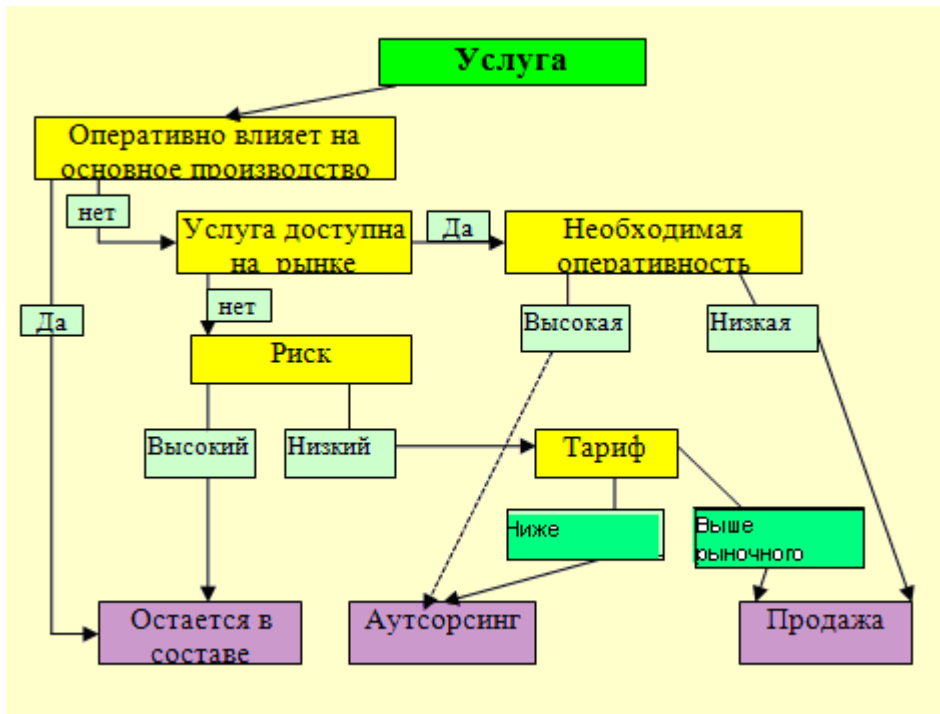 Услуга
Оперативно влияет на
основное производство
нет
Услуга доступна
на рынке
Да
Необходимая
оперативность
Да
нет
Высокая
Низкая
Риск
Высокий
Низкий
Тариф
Ниже
Выше
рыночного
Остается в
составе
Аутсорсинг
Продажа